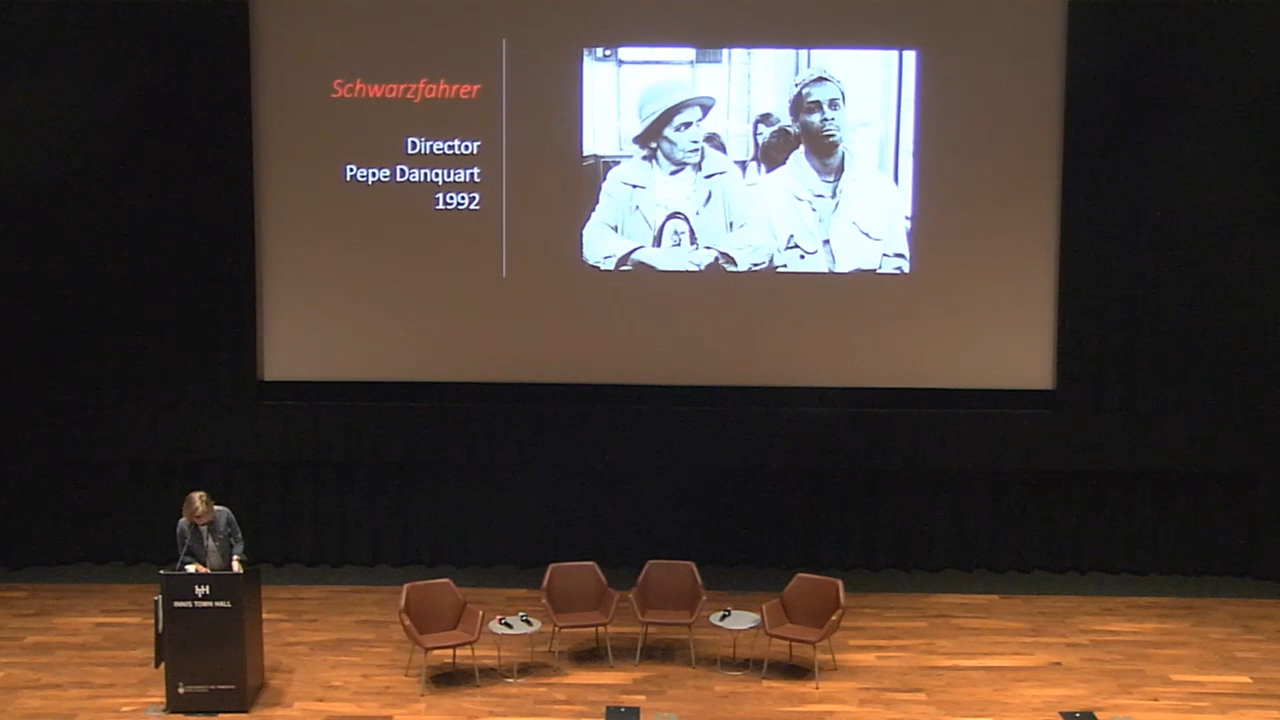 Schwarzfahrer
Director
Pepe Danquart
1992
INNIS TOWN HALL